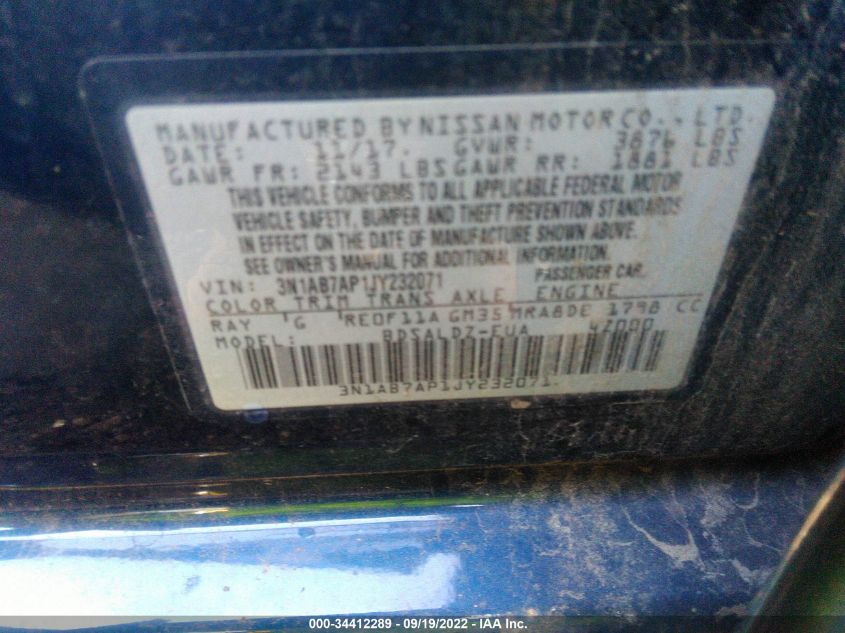 MANUFACTURED BY NISSAN MOTOR CO., LTD.
DATE: 11/17. GVWR: 3876 LBS
GAWR FR: 2143 LBS GAWR RR: 1881 LBS
THIS VEHICLE CONFORMS TO ALL APPLICABLE FEDERAL MOTOR
VEHICLE SAFETY, BUMPER AND THEFT PREVENTION STANDARDS
IN EFFECT ON THE DATE OF MANUFACTURE SHOWN ABOVE.
SEE OWNER'S MANUAL FOR ADDITIONAL INFORMATION.
VIN: 3N1AB7AP1JY232071 PASSENGER CAR
COLOR TRIM TRANS AXLE ENGINE
RAY 'G RE0F11A GM35 MRA8DE 1798 CC
MODEL: BDSALDZ-EUA
3N1AB7AP1JY232071.
000-34412289 - 09/19/2022 - IAA Inc.